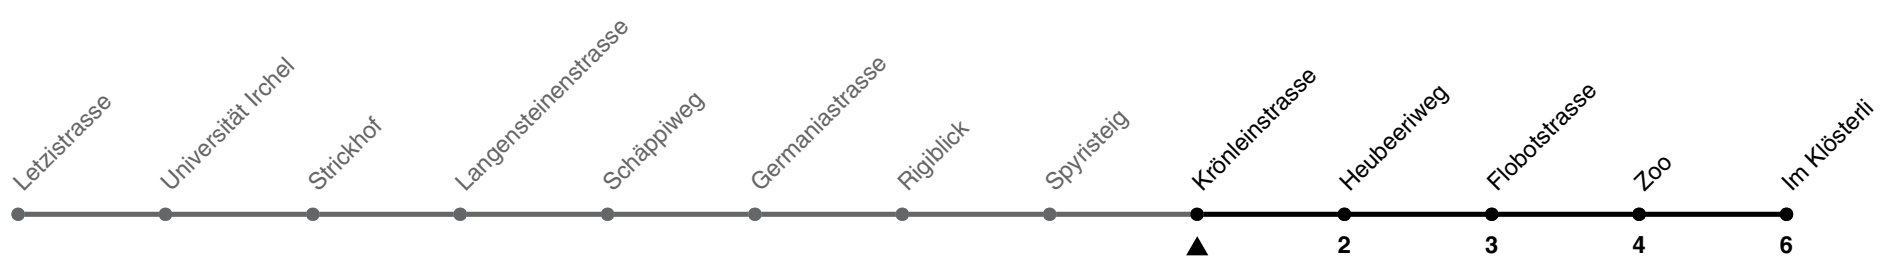 Letzistrasse
Universität Irchel
Strickhof
Langensteinenstrasse
Schäppiweg
Germaniastrasse
Rigiblick
Spyristeig
Krönleinstrasse
Heubeeriweg
Flobotstrasse
Zoo
Im Klösterli
2 3 4 6